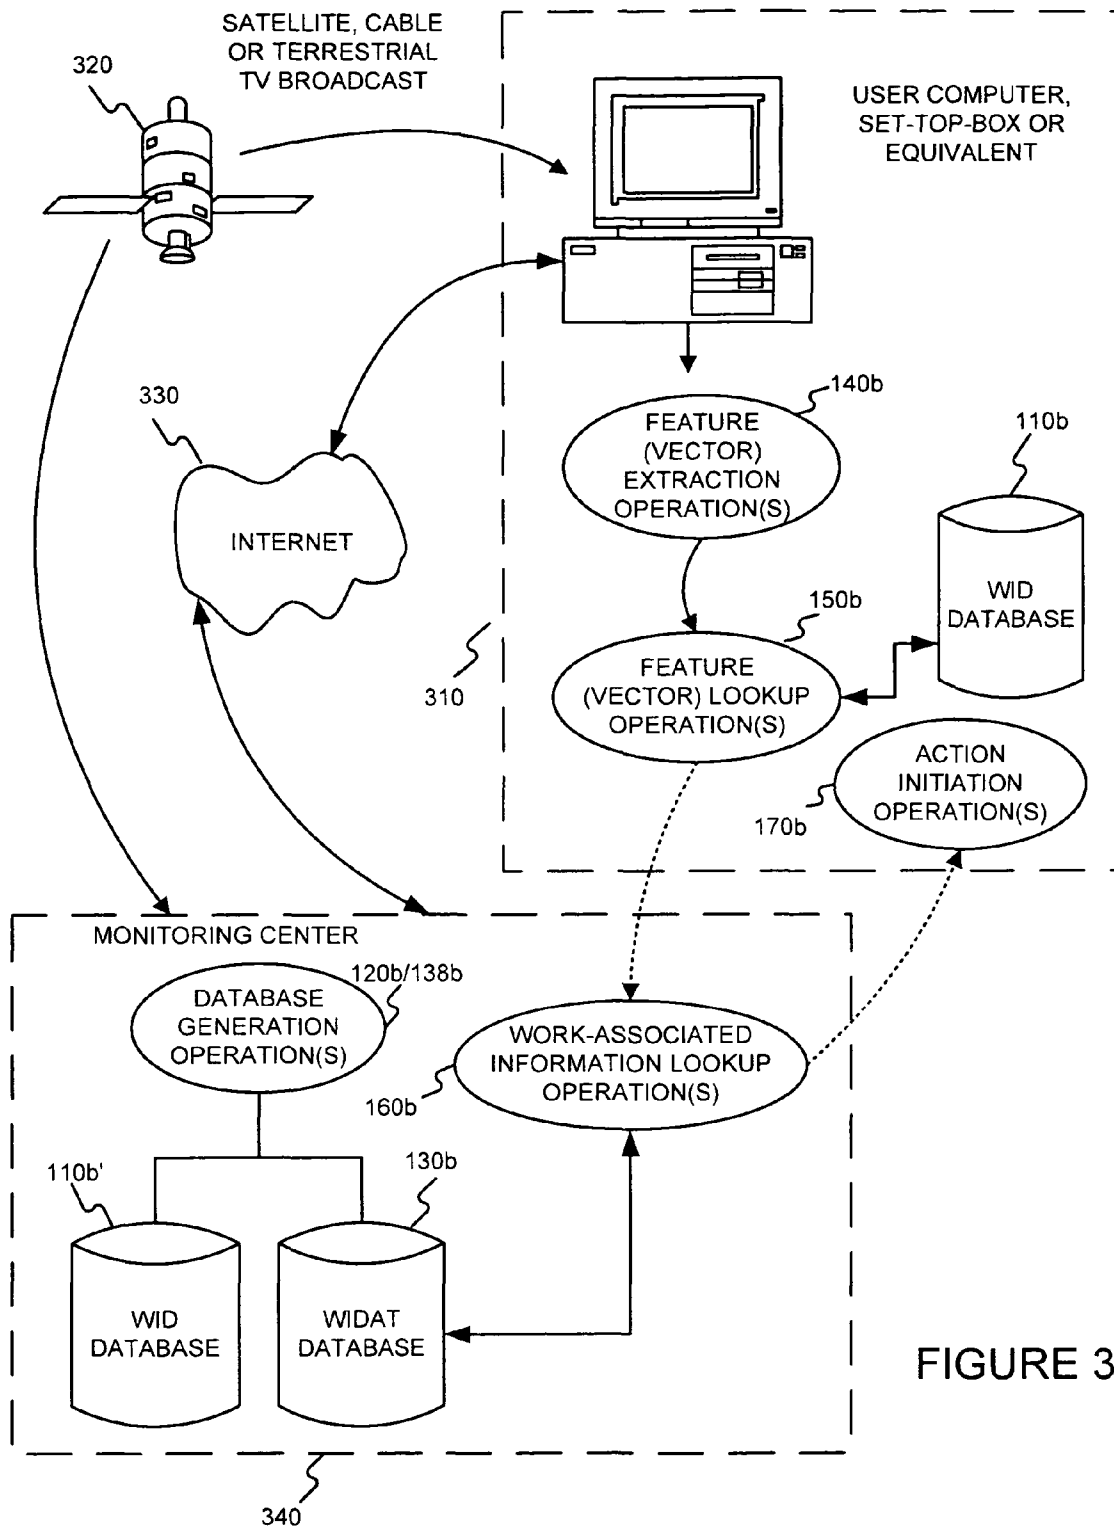 SATELLITE, CABLE
OR TERRESTRIAL
TV BROADCAST
320
USER COMPUTER,
SET-TOP-BOX OR
EQUIVALENT
330
INTERNET
140b
FEATURE
(VECTOR)
EXTRACTION
OPERATION(S)
110b
WID
DATABASE
150b
FEATURE
(VECTOR) LOOKUP
OPERATION(S)
310
ACTION
INITIATION
OPERATION(S)
170b
MONITORING CENTER
120b/138b
DATABASE
GENERATION
OPERATION(S)
WORK-ASSOCIATED
INFORMATION LOOKUP
OPERATION(S)
160b
110b'
WID
DATABASE
130b
WIDAT
DATABASE
FIGURE 3
340